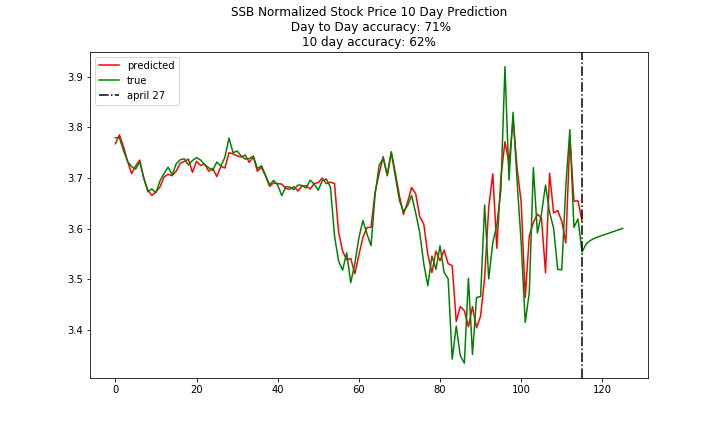 SSB Normalized Stock Price 10 Day Prediction
Day to Day accuracy: 71%
10 day accuracy: 62%
predicted
true
april 27
3.9
3.8
3.7
3.6
3.5
3.4
0 20 40 60 80 100 120